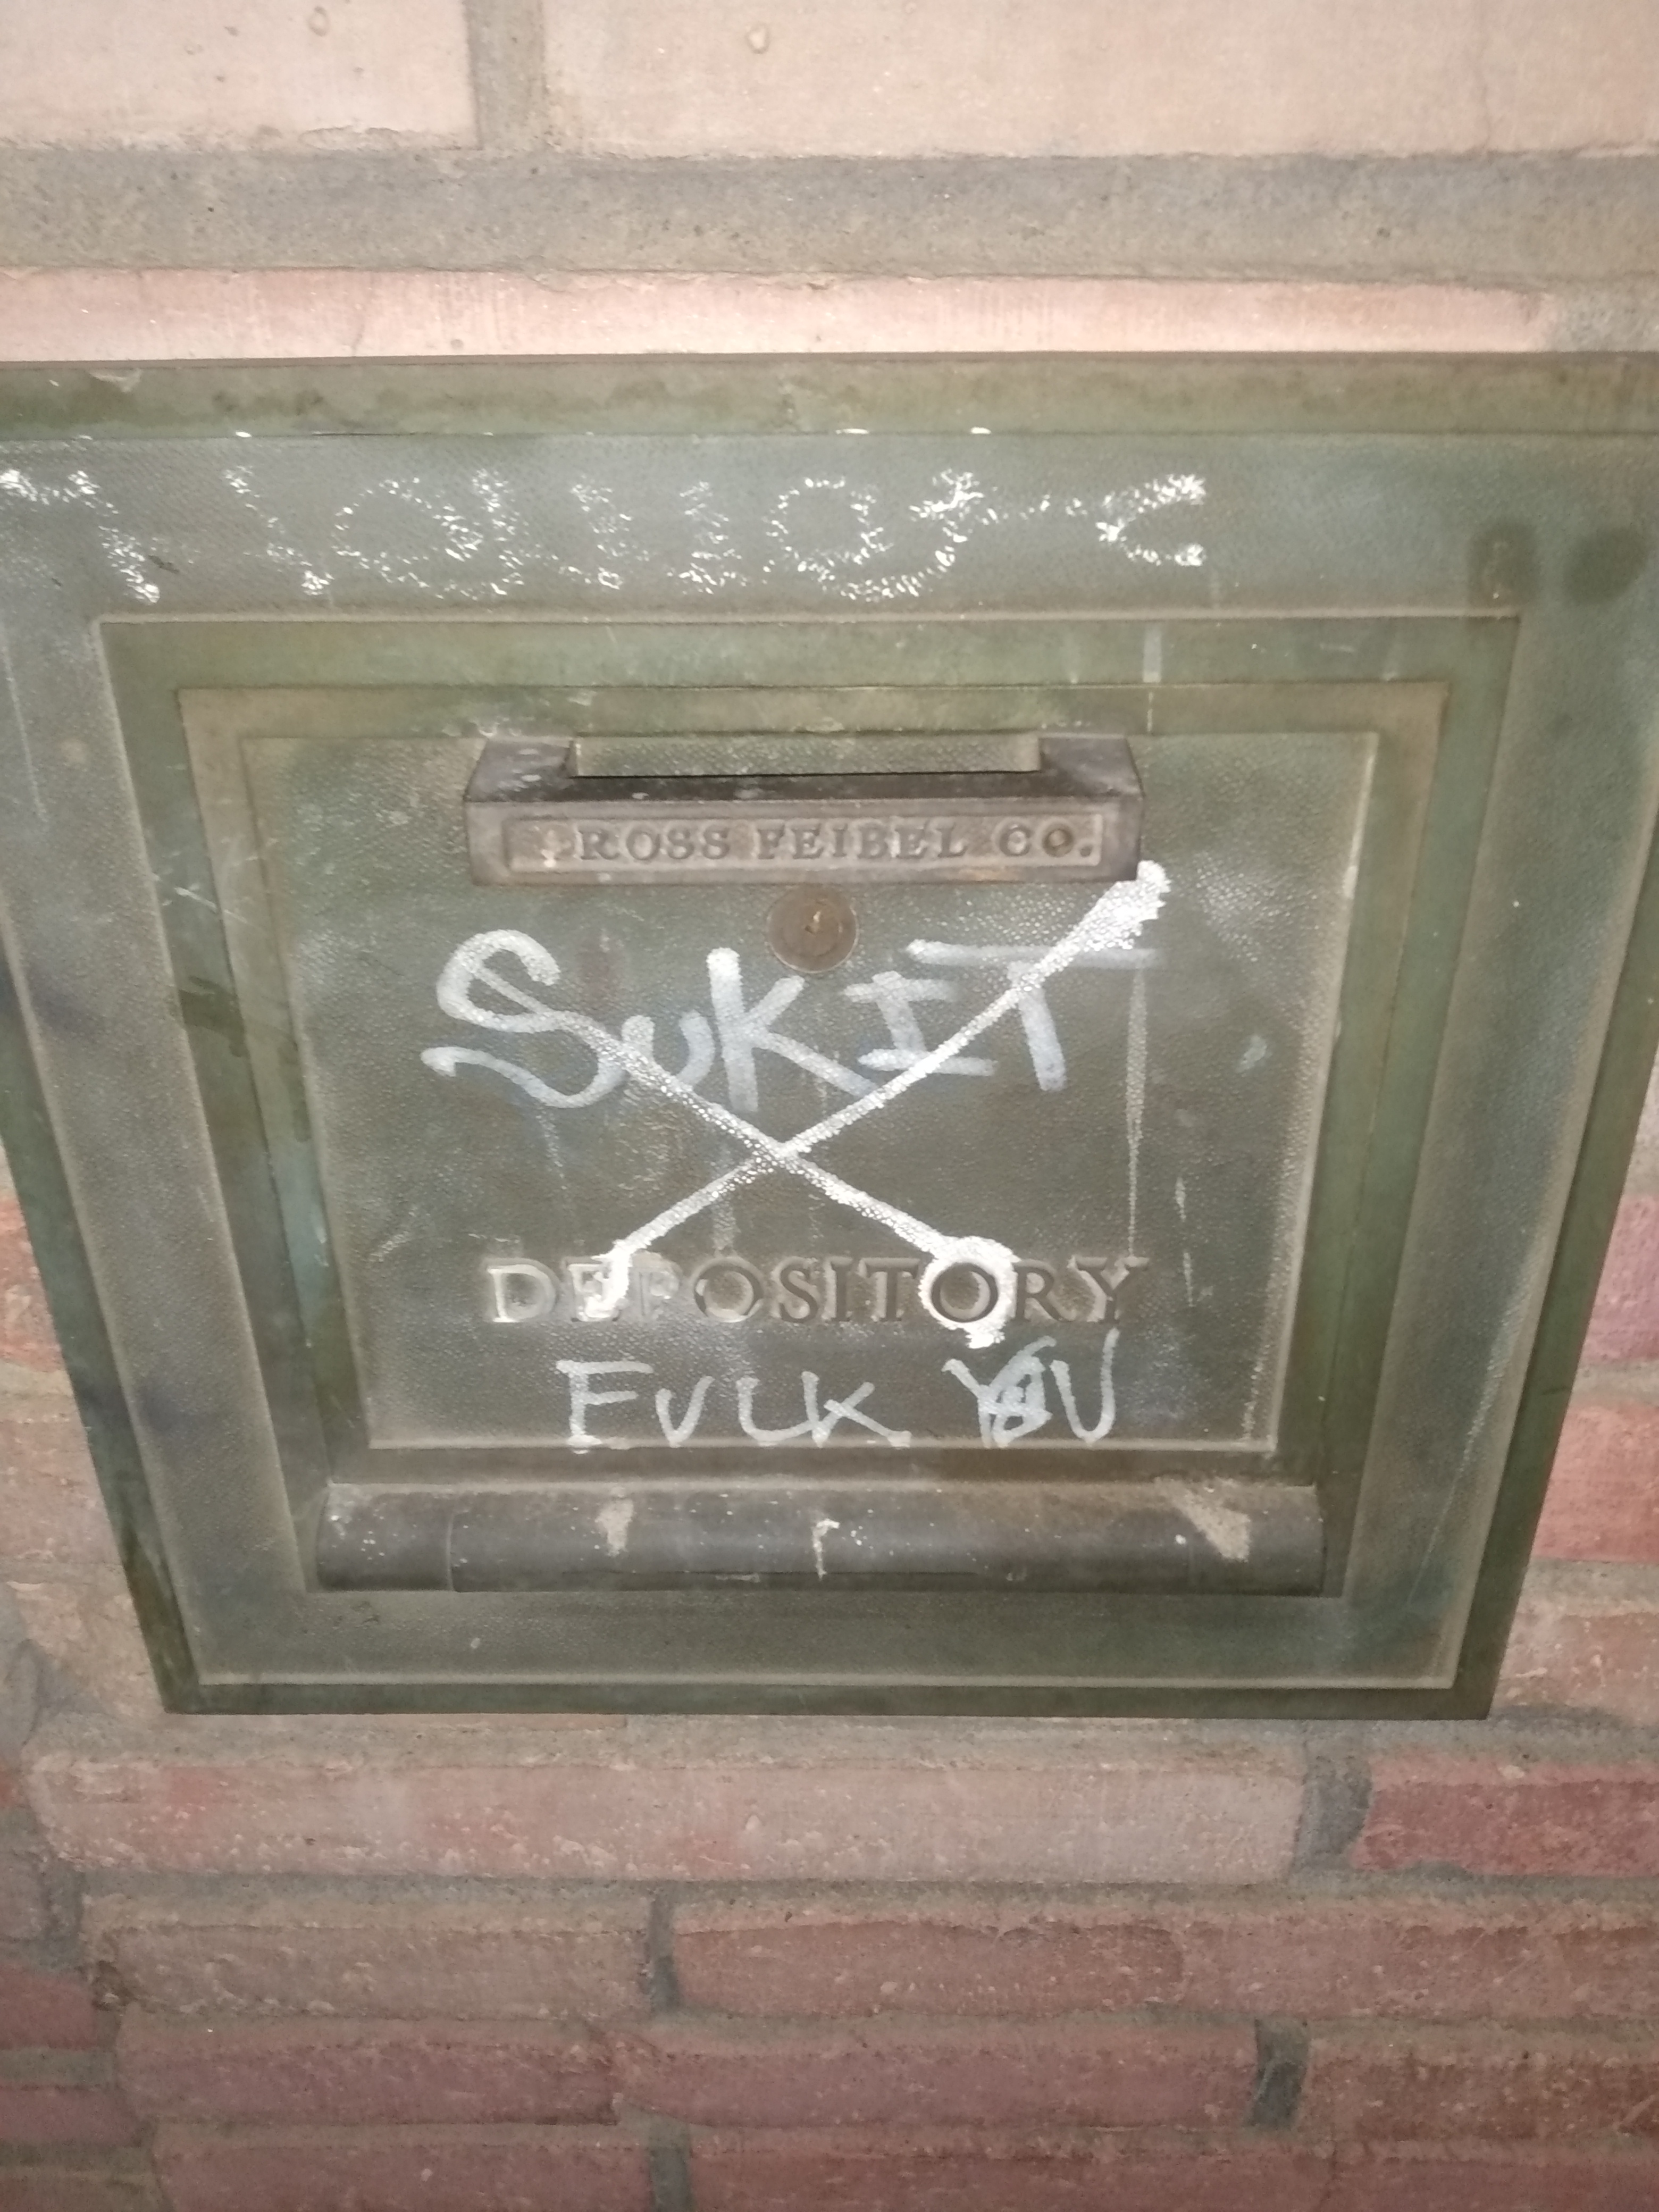 ROSS FEIBEL CO.
SUKIT
DEPOSITORY
FUCK YOU